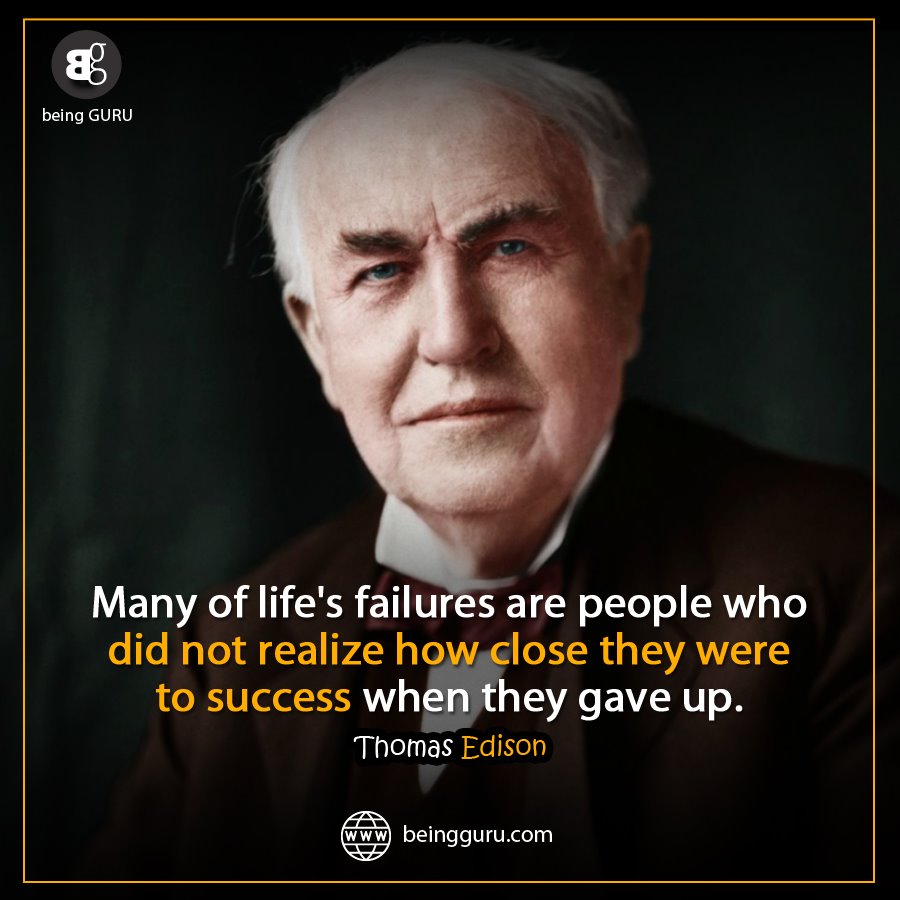 Bg
being GURU
Many of life's failures are people who
did not realize how close they were
to success when they gave up.
Thomas Edison
www
beingguru.com